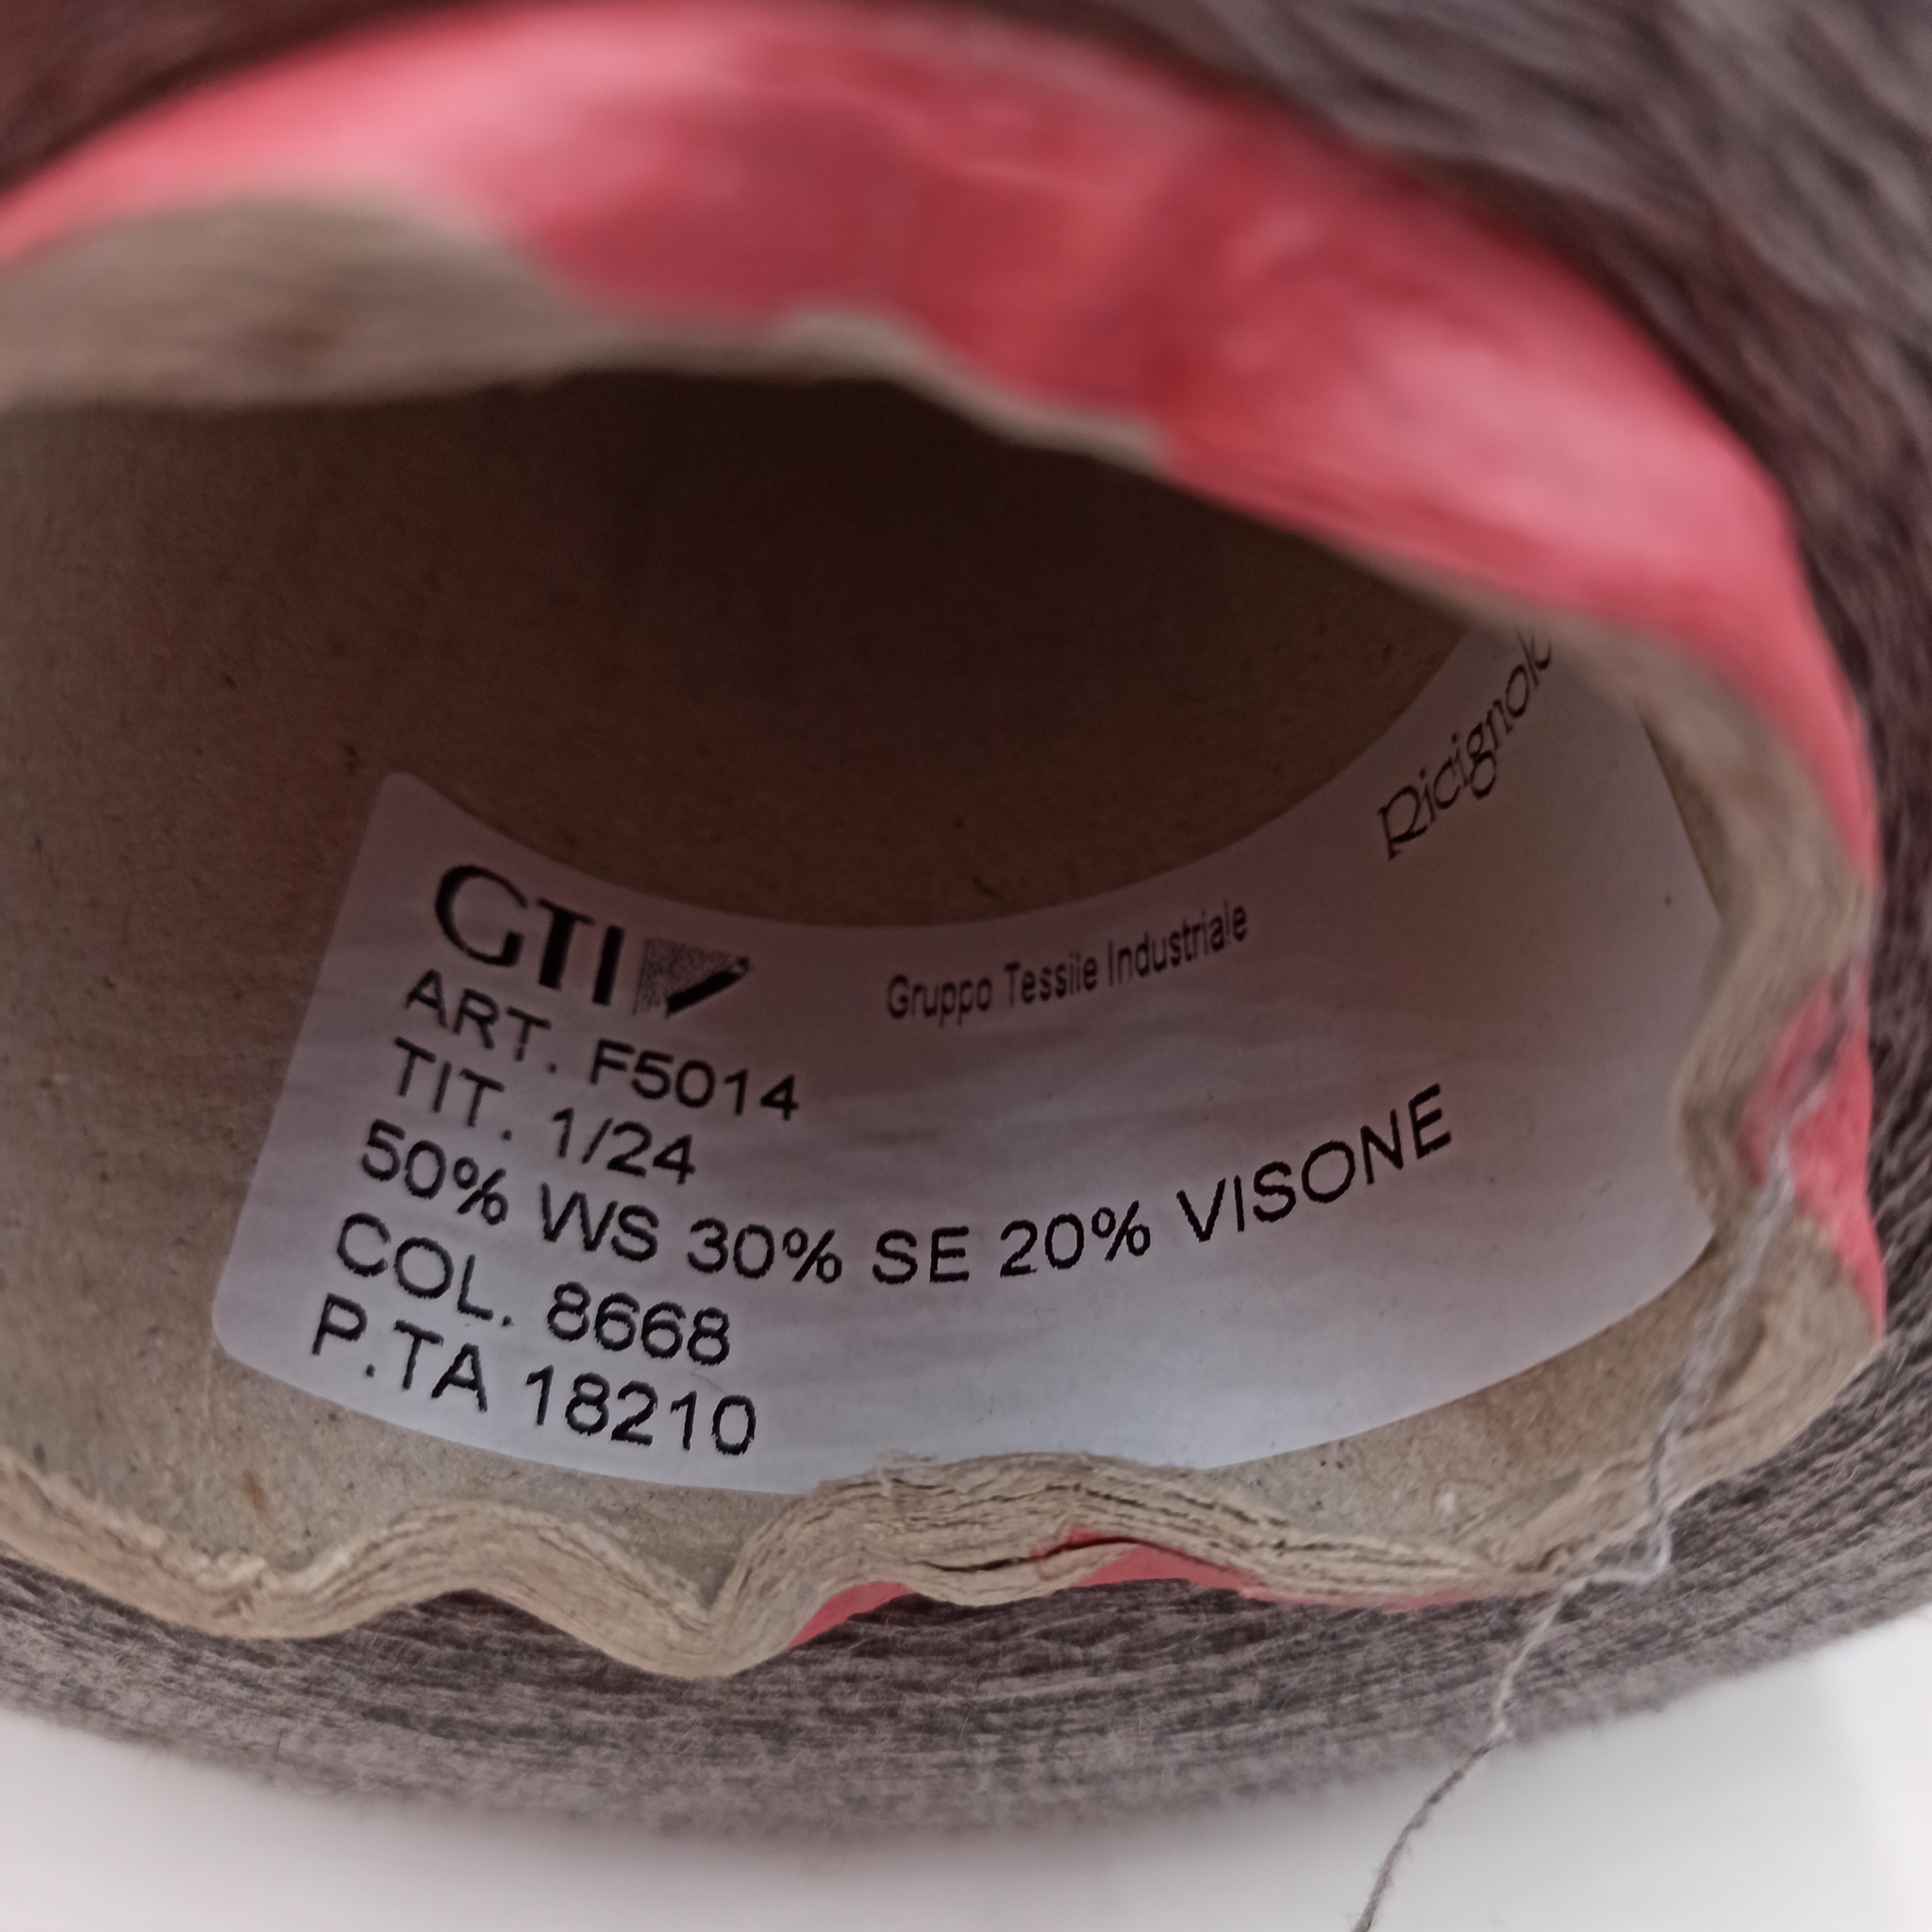 GTI
Gruppo Tessile Industriale
ART. F5014
TIT. 1/24
50% WS 30% SE 20% VISONE
COL. 8668
P.TA 18210